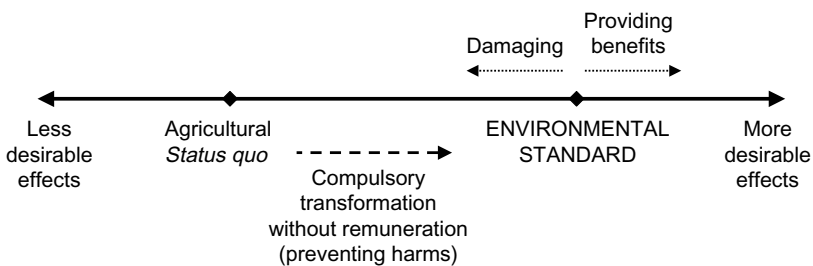 Providing
benefits
Damaging
Less
desirable
effects
Agricultural
Status quo
ENVIRONMENTAL
STANDARD
More
desirable
effects
Compulsory
transformation
without remuneration
(preventing harms)